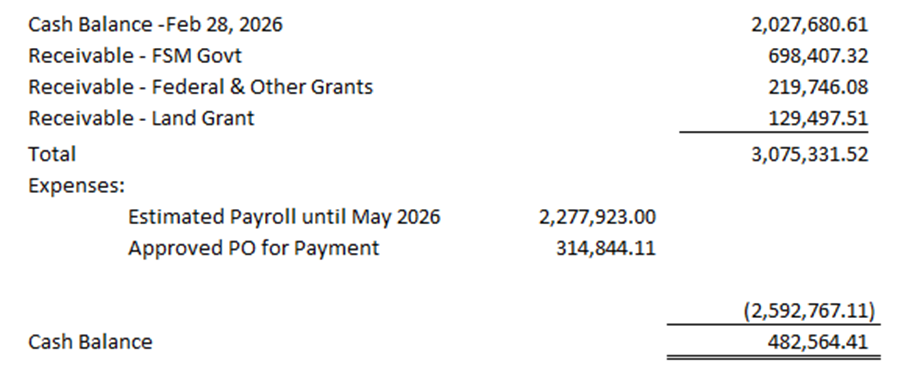 Cash Balance -Feb 28, 2026 2,027,680.61
Receivable - FSM Govt 698,407.32
Receivable - Federal & Other Grants 219,746.08
Receivable - Land Grant 129,497.51
Total 3,075,331.52
Expenses:
Estimated Payroll until May 2026 2,277,923.00
Approved PO for Payment 314,844.11
(2,592,767.11)
Cash Balance 482,564.41